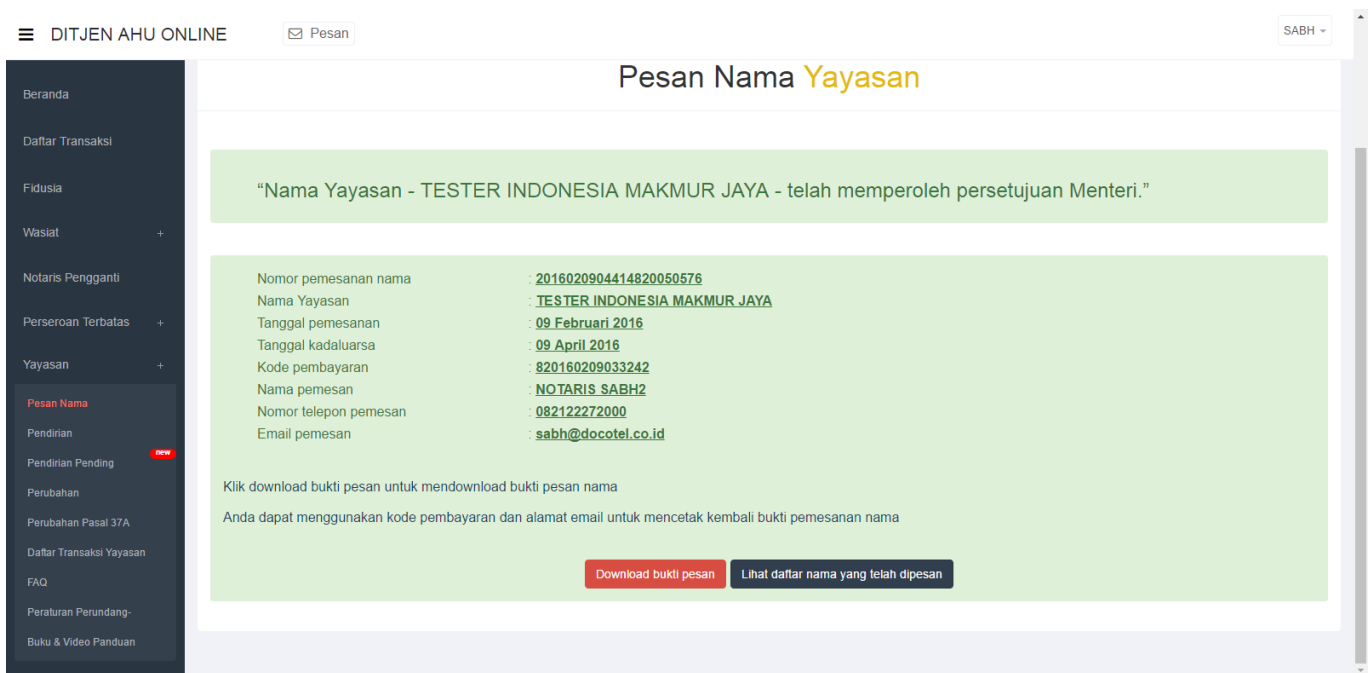 DITJEN AHU ONLINE
Pesan
SABH
Beranda
Daftar Transaksi
Fidusia
Wasiat +
Notaris Pengganti
Perseroan Terbatas +
Yayasan +
Pesan Nama
Pendirian
Pendirian Pending new
Perubahan
Perubahan Pasal 37A
Daftar Transaksi Yayasan
FAQ
Peraturan Perundang-
Buku & Video Panduan
Pesan Nama Yayasan
“Nama Yayasan - TESTER INDONESIA MAKMUR JAYA - telah memperoleh persetujuan Menteri.”
Nomor pemesanan nama : 2016020904414820050576
Nama Yayasan : TESTER INDONESIA MAKMUR JAYA
Tanggal pemesanan : 09 Februari 2016
Tanggal kadaluarsa : 09 April 2016
Kode pembayaran : 820160209033242
Nama pemesan : NOTARIS SABH2
Nomor telepon pemesan : 082122272000
Email pemesan : sabh@docotel.co.id
Klik download bukti pesan untuk mendownload bukti pesan nama
Anda dapat menggunakan kode pembayaran dan alamat email untuk mencetak kembali bukti pemesanan nama
Download bukti pesan
Lihat daftar nama yang telah dipesan